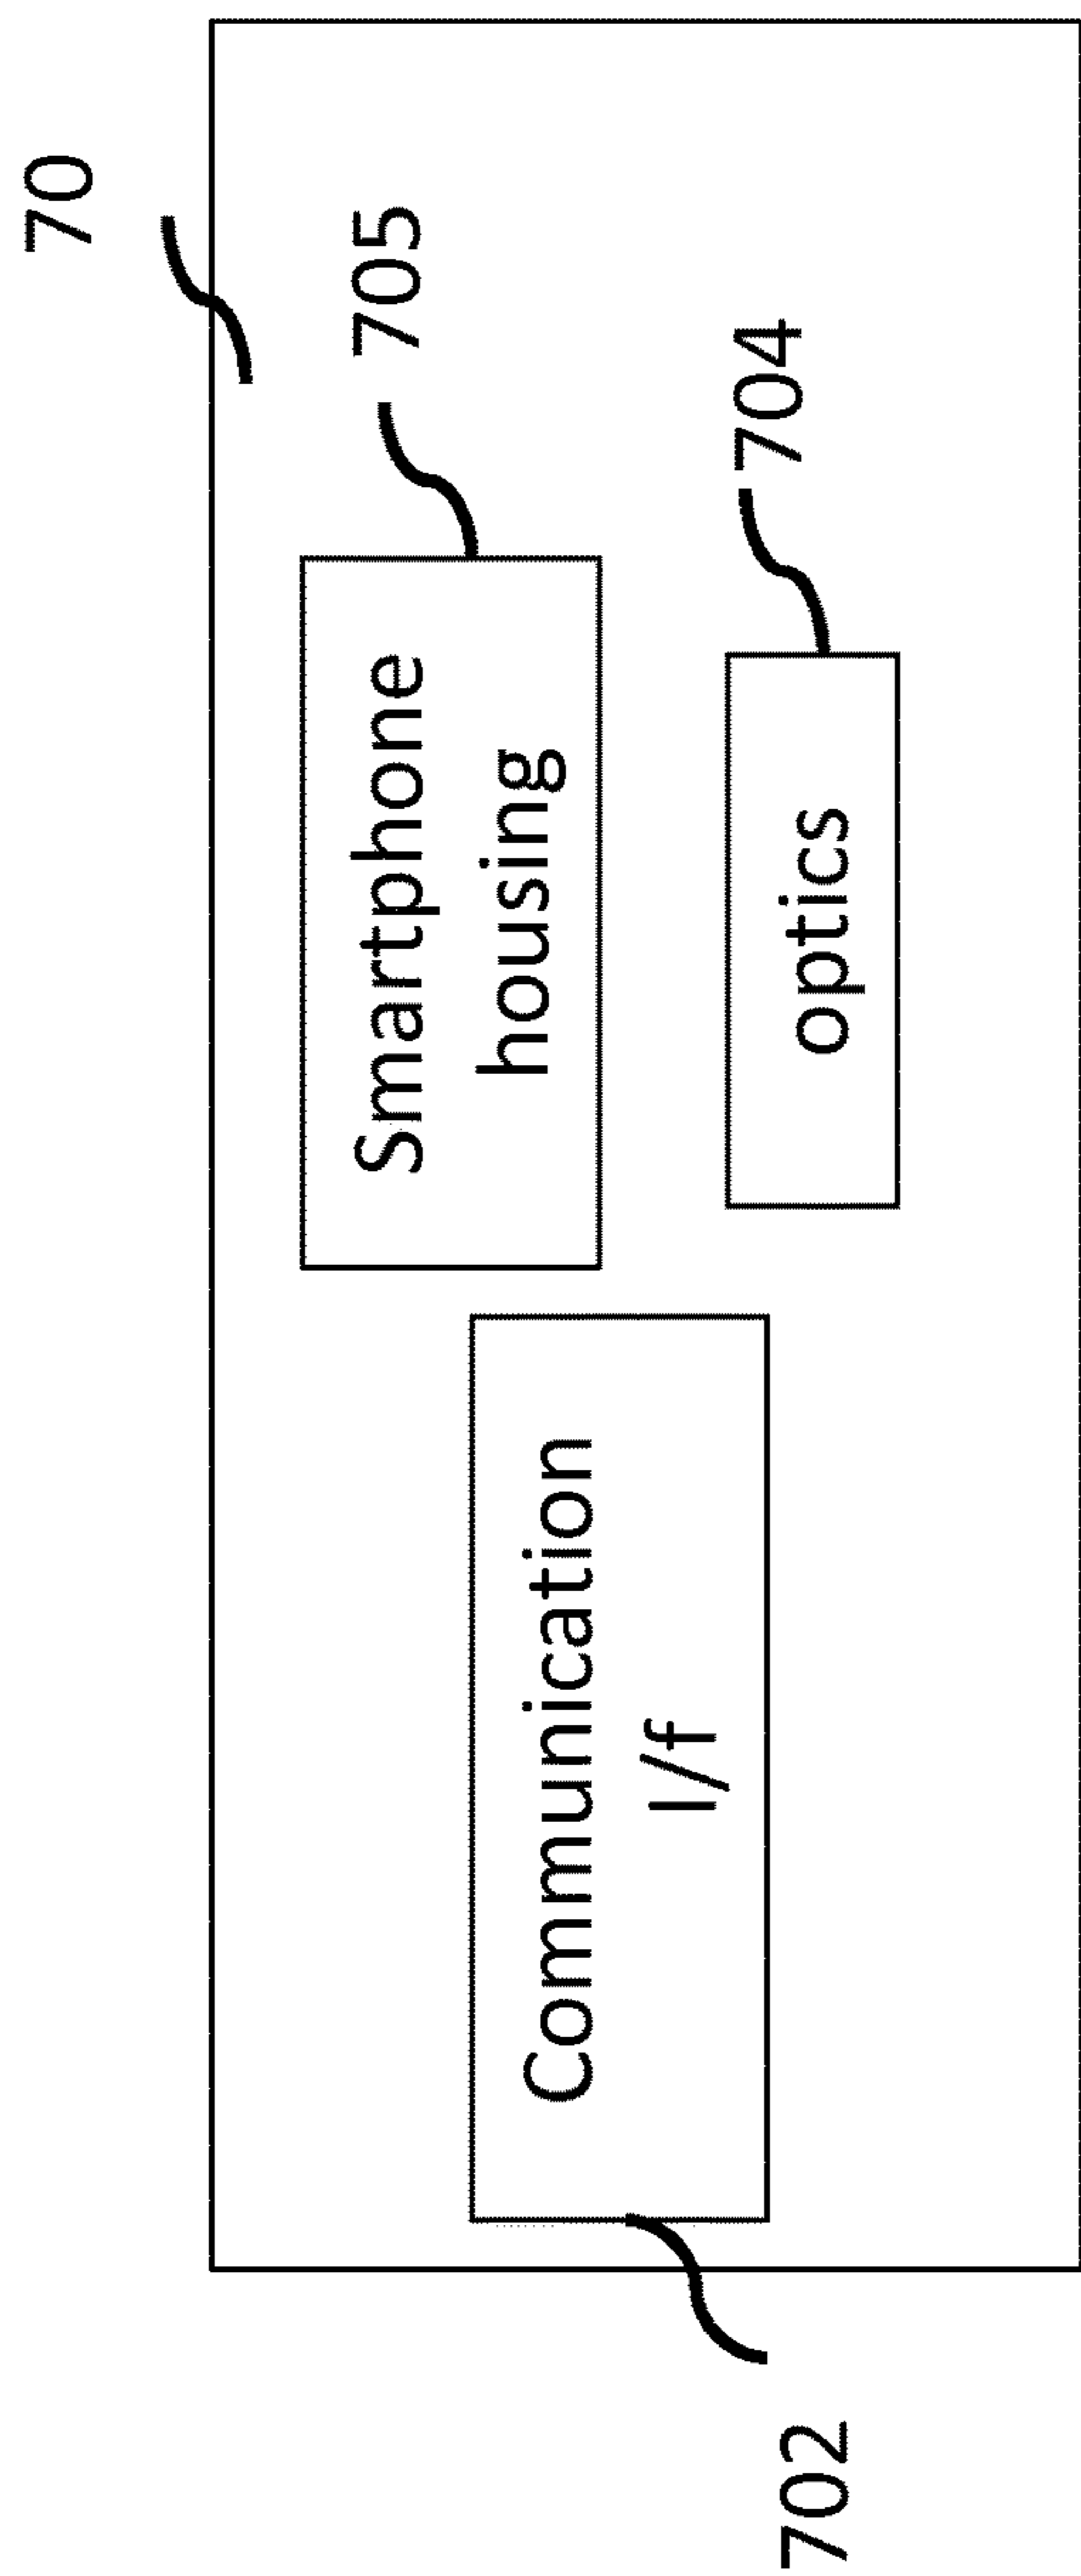 70
705
Smartphone
housing
704
optics
Communication
I/f
702